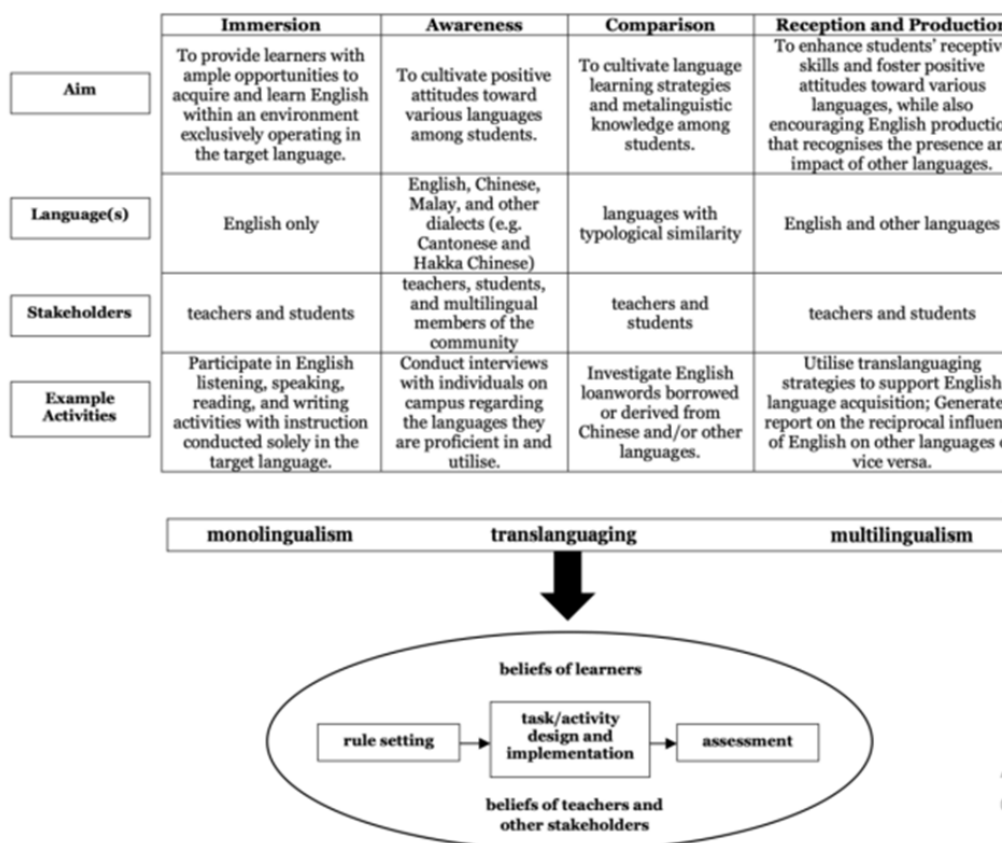 Immersion
Awareness
Comparison
Reception and Production
Aim
To provide learners with
ample opportunities to
acquire and learn English
within an environment
exclusively operating in
the target language.
To cultivate positive
attitudes toward
various languages
among students.
To cultivate language
learning strategies
and metalinguistic
knowledge among
students.
To enhance students' receptiv
skills and foster positive
attitudes toward various
languages, while also
encouraging English productio
that recognises the presence an
impact of other languages.
Language(s)
English only
English, Chinese,
Malay, and other
dialects (e.g.
Cantonese and
Hakka Chinese)
languages with
typological similarity
English and other languages
Stakeholders
teachers and students
teachers, students,
and multilingual
members of the
community
teachers and
students
teachers and students
Example
Activities
Participate in English
listening, speaking,
reading, and writing
activities with instruction
conducted solely in the
target language.
Conduct interviews
with individuals on
campus regarding
the languages they
are proficient in and
utilise.
Investigate English
loanwords borrowed
or derived from
Chinese and/or other
languages.
Utilise translanguaging
strategies to support English
language acquisition; Generate
report on the reciprocal influen
of English on other languages
vice versa.
monolingualism
translanguaging
multilingualism
beliefs of learners
rule setting
task/activity
design and
implementation
assessment
beliefs of teachers and
other stakeholders